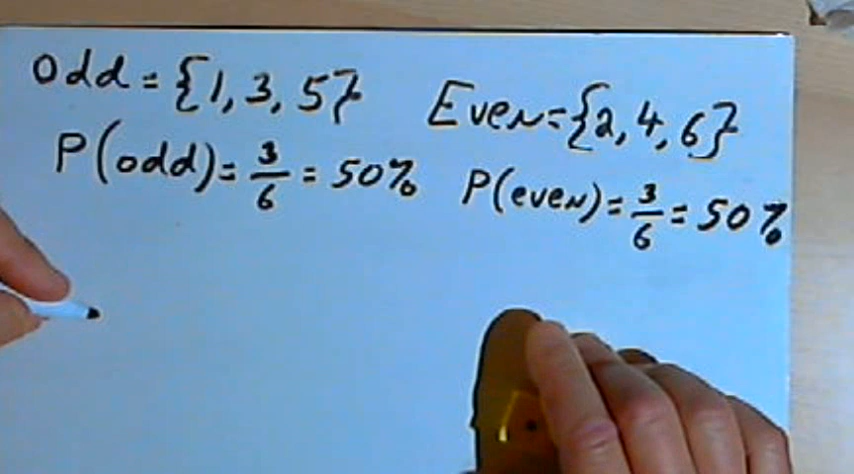 Odd = {1, 3, 5}
P(odd) = 3/6 = 50%
Even = {2, 4, 6}
P(even) = 3/6 = 50%